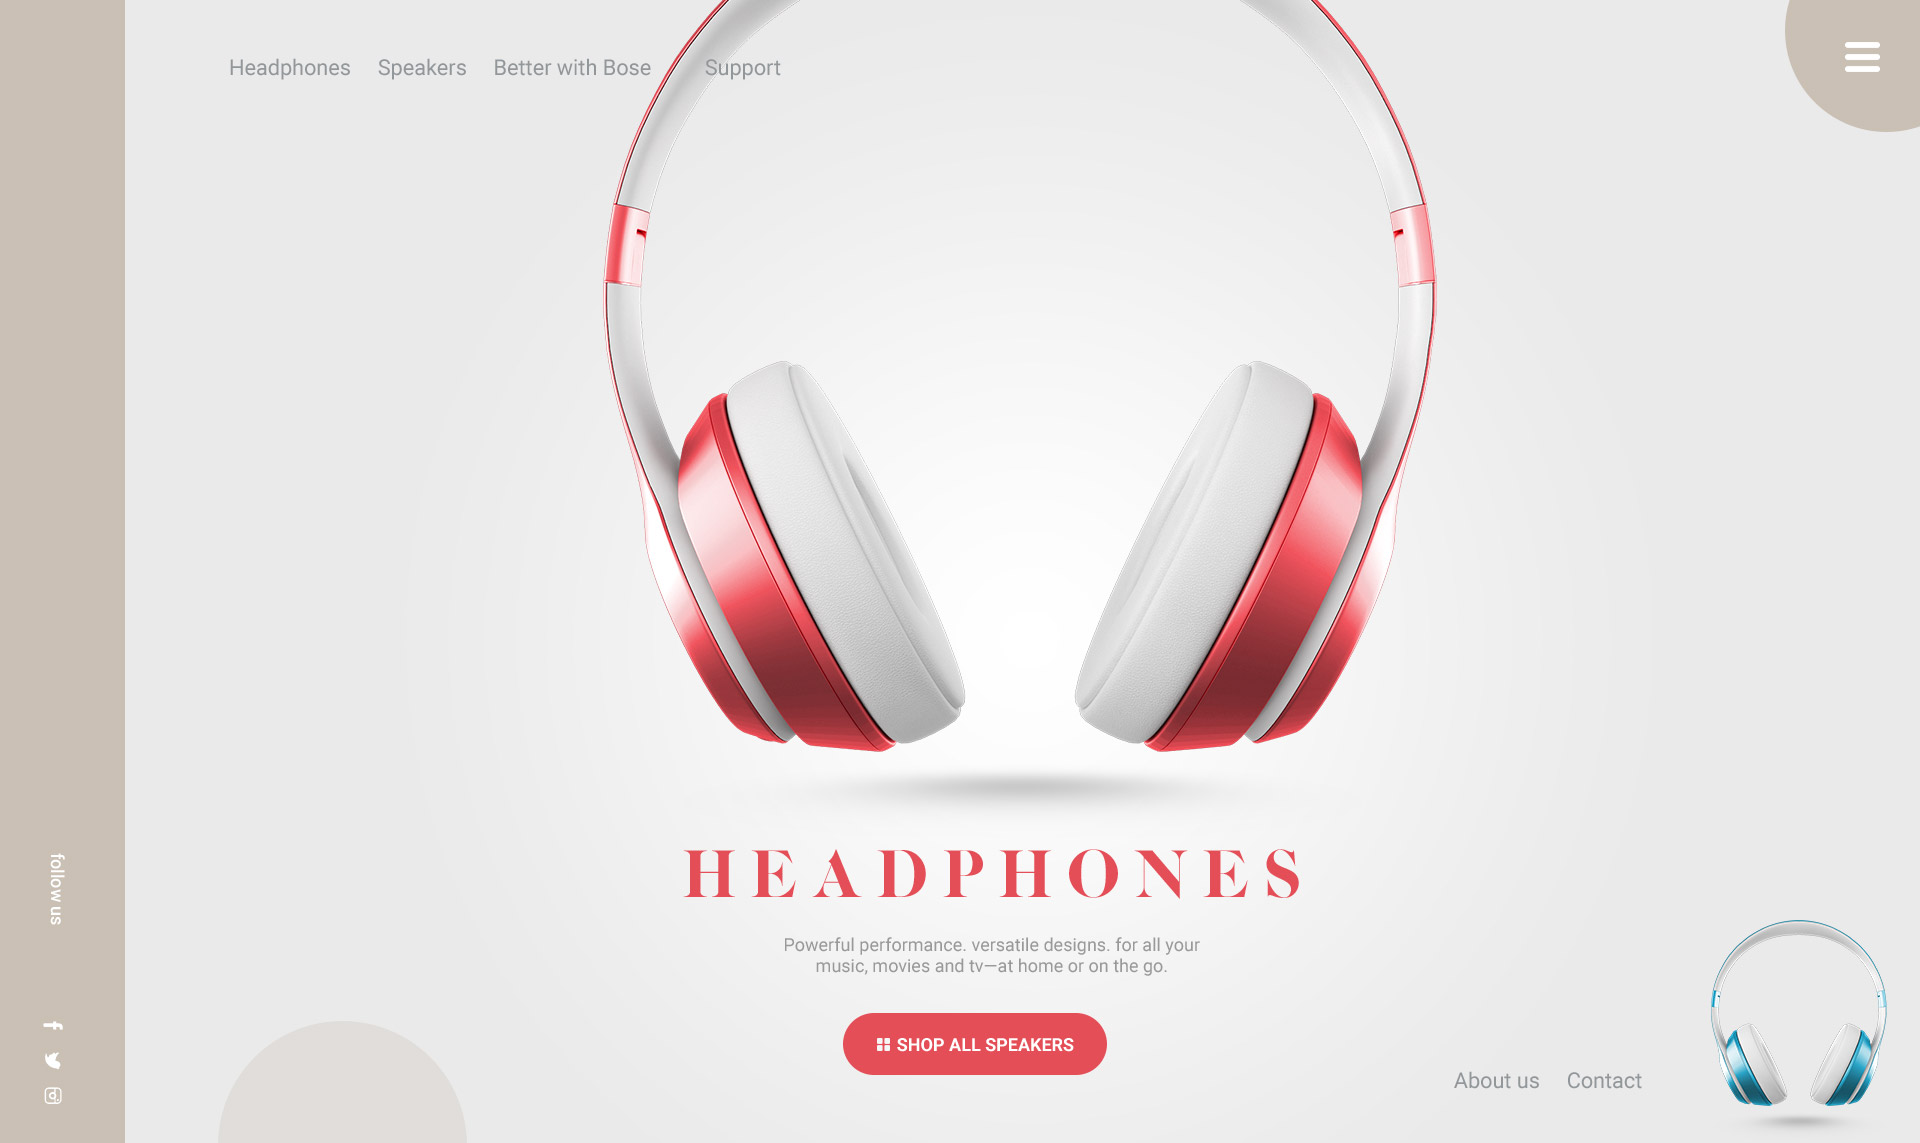 Headphones Speakers Better with Bose Support
HEADPHONES
Powerful performance. versatile designs. for all your
music, movies and tv—at home or on the go.
SHOP ALL SPEAKERS
About us Contact
follow us